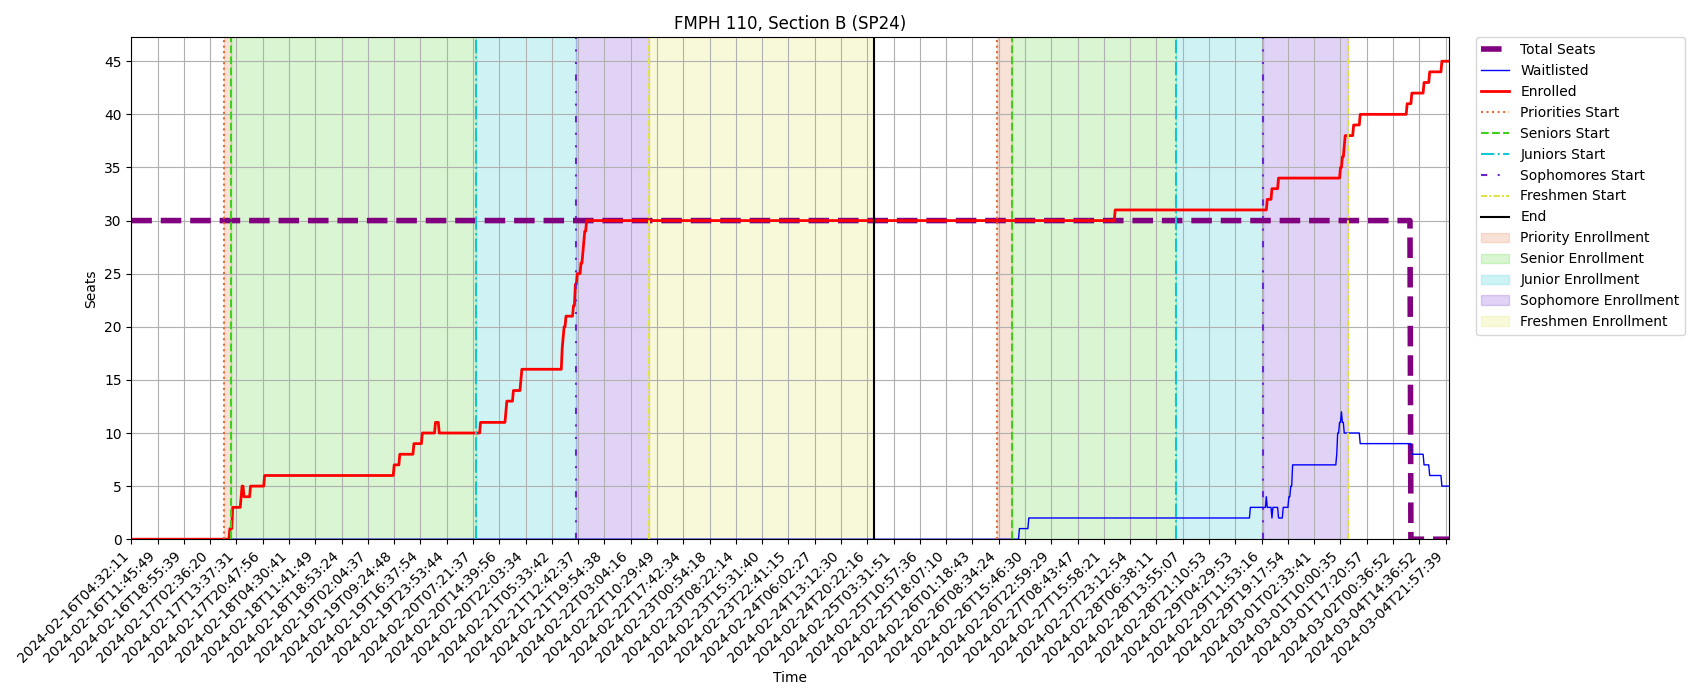 FMPH 110, Section B (SP24)
Seats
45
40
35
30
25
20
15
10
5
0
2024-02-16T04:32:11
2024-02-16T11:45:49
2024-02-16T18:55:39
2024-02-17T02:36:20
2024-02-17T13:37:31
2024-02-17T20:47:56
2024-02-18T04:30:41
2024-02-18T11:41:49
2024-02-18T18:53:24
2024-02-19T02:04:37
2024-02-19T09:24:48
2024-02-19T16:37:54
2024-02-19T23:53:44
2024-02-20T07:21:37
2024-02-20T14:39:56
2024-02-20T22:03:34
2024-02-21T05:33:42
2024-02-21T12:42:37
2024-02-21T19:54:38
2024-02-22T03:04:16
2024-02-22T10:29:49
2024-02-22T17:42:34
2024-02-23T00:54:18
2024-02-23T08:22:14
2024-02-23T15:31:40
2024-02-23T22:41:15
2024-02-24T06:02:27
2024-02-24T13:12:30
2024-02-24T20:22:16
2024-02-25T03:31:51
2024-02-25T10:57:36
2024-02-25T18:07:10
2024-02-26T01:18:43
2024-02-26T08:34:24
2024-02-26T15:46:30
2024-02-26T22:59:29
2024-02-27T08:43:47
2024-02-27T15:58:21
2024-02-27T23:12:54
2024-02-28T06:38:11
2024-02-28T13:55:07
2024-02-28T21:10:53
2024-02-29T04:29:53
2024-02-29T11:53:16
2024-02-29T19:17:54
2024-03-01T02:33:41
2024-03-01T10:00:35
2024-03-01T17:20:57
2024-03-02T00:36:52
2024-03-04T14:36:52
2024-03-04T21:57:39
Time
Total Seats
Waitlisted
Enrolled
Priorities Start
Seniors Start
Juniors Start
Sophomores Start
Freshmen Start
End
Priority Enrollment
Senior Enrollment
Junior Enrollment
Sophomore Enrollment
Freshmen Enrollment